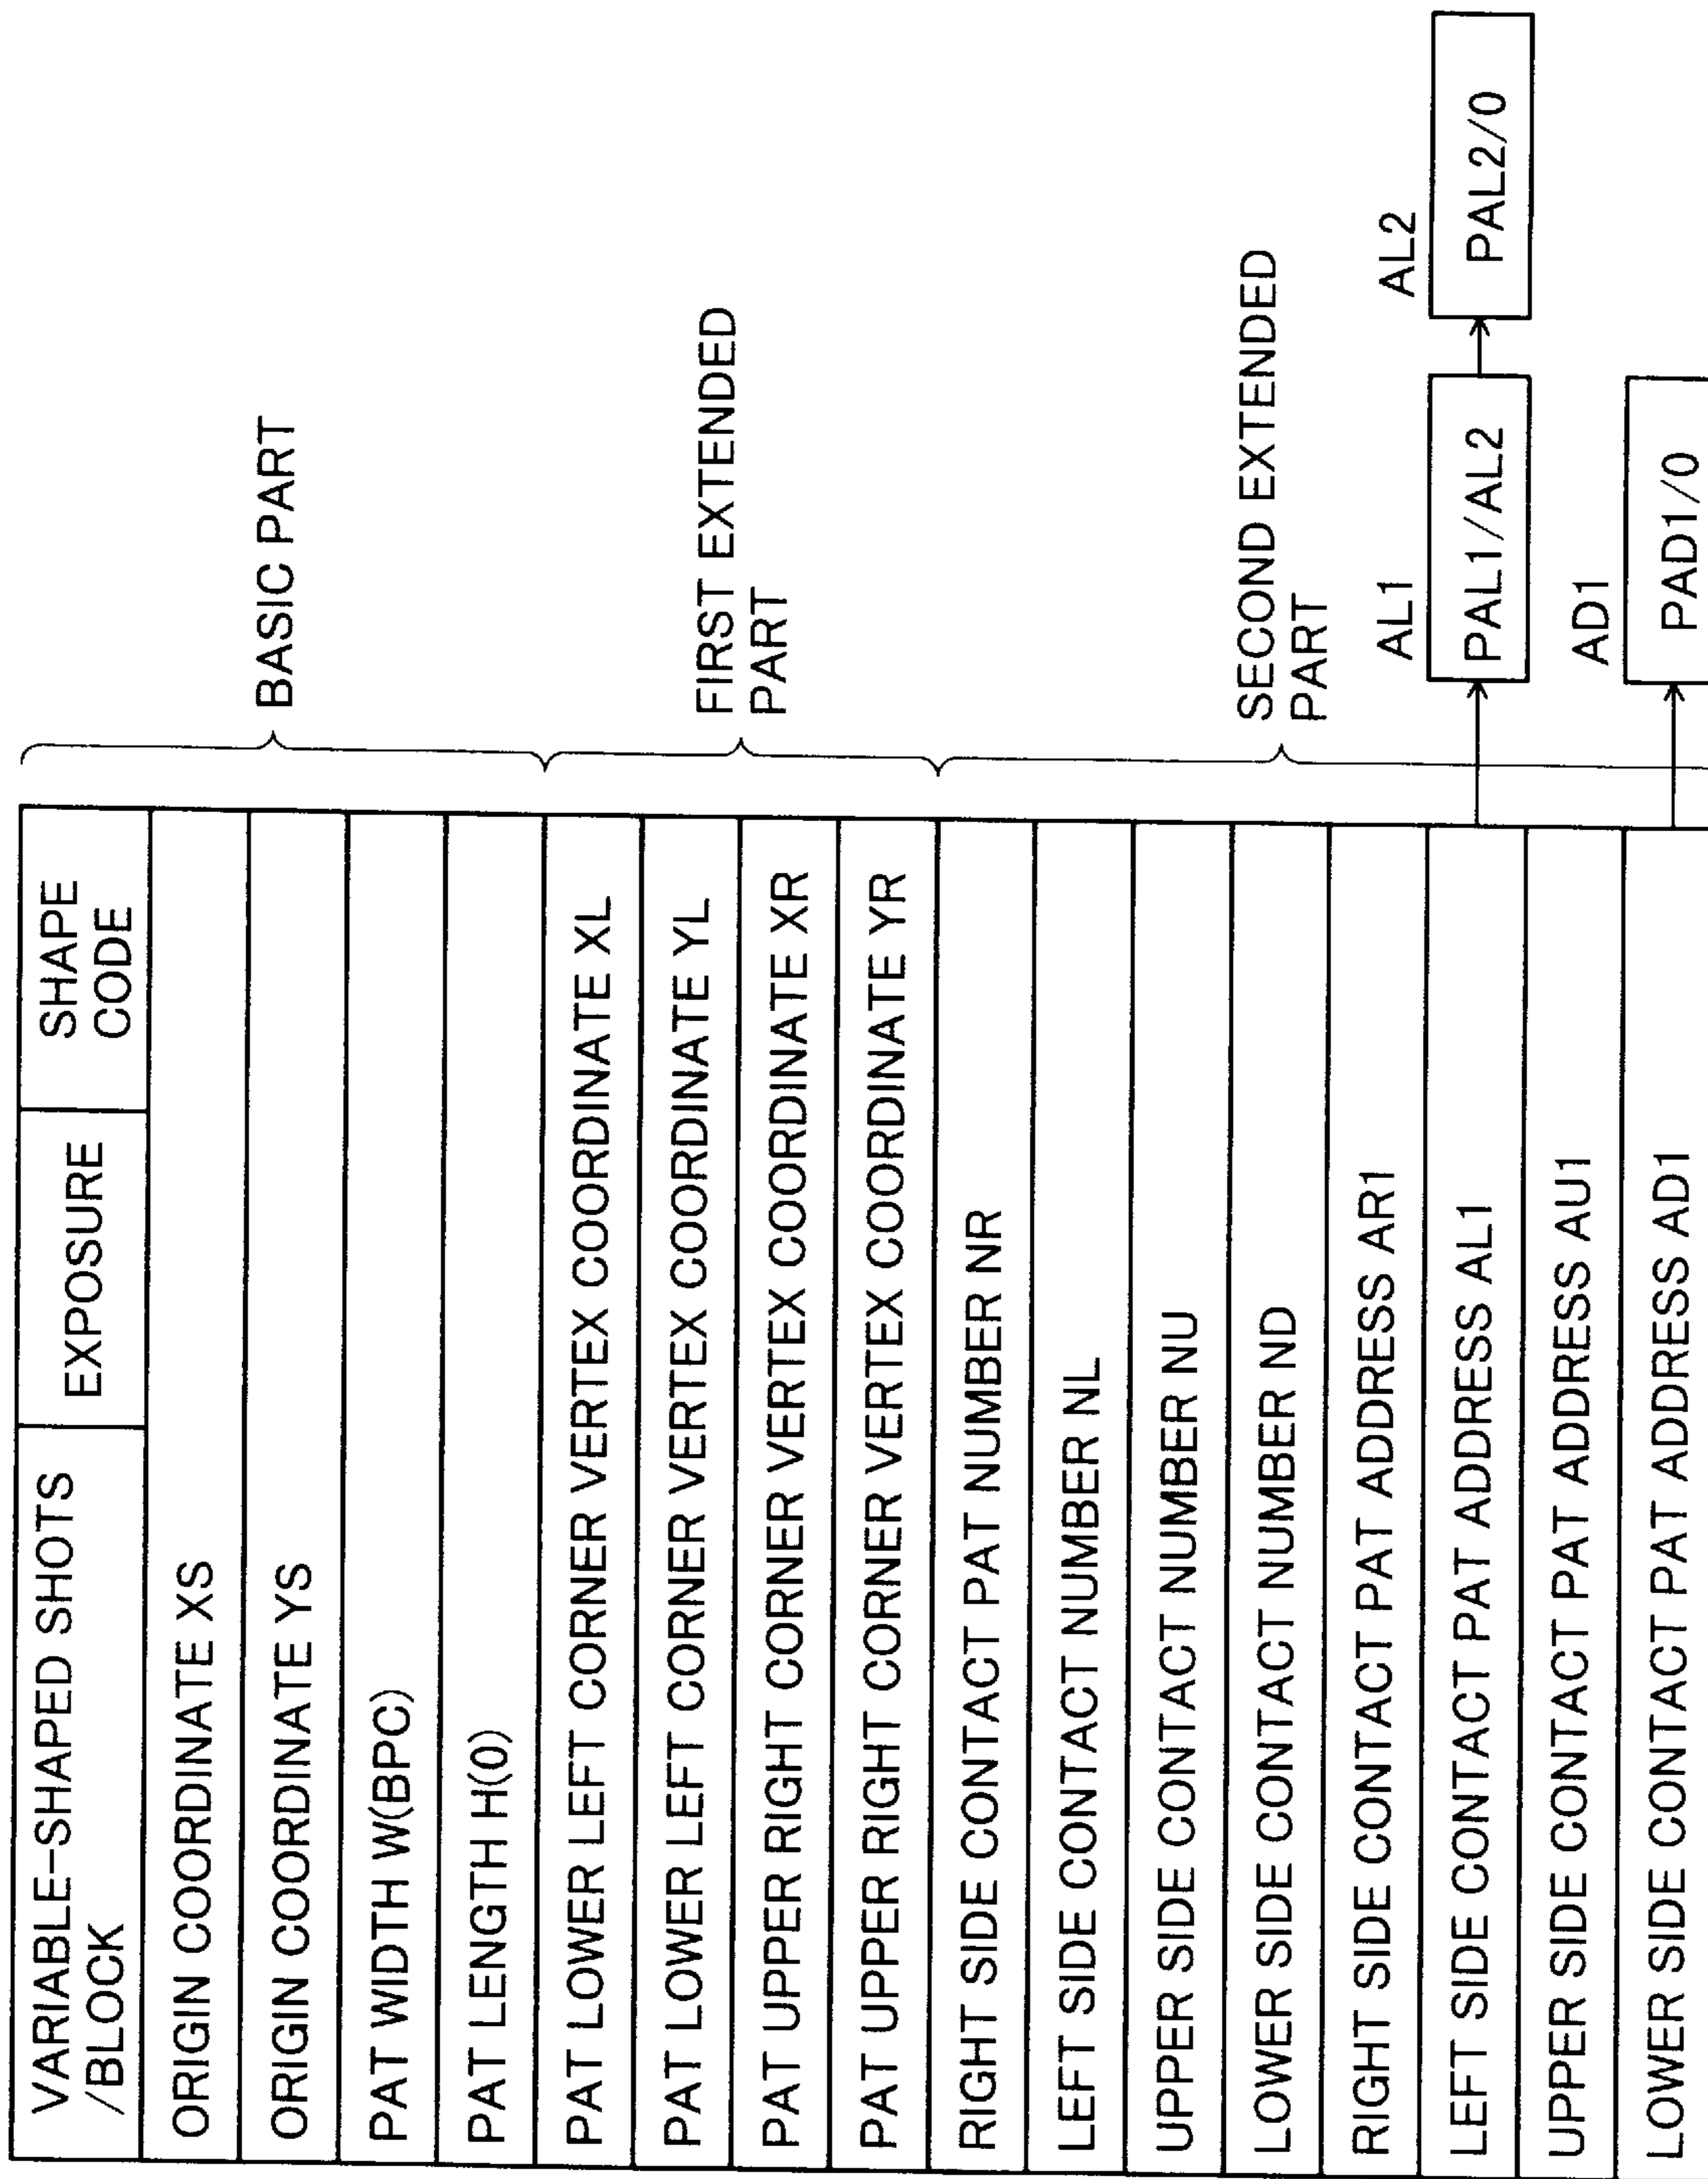 VARIABLE-SHAPED SHOTS
/BLOCK
EXPOSURE
SHAPE
CODE
ORIGIN COORDINATE XS
ORIGIN COORDINATE YS
PAT WIDTH W(BPC)
PAT LENGTH H(0)
BASIC PART
PAT LOWER LEFT CORNER VERTEX COORDINATE XL
PAT LOWER LEFT CORNER VERTEX COORDINATE YL
PAT UPPER RIGHT CORNER VERTEX COORDINATE XR
PAT UPPER RIGHT CORNER VERTEX COORDINATE YR
FIRST EXTENDED
PART
RIGHT SIDE CONTACT PAT NUMBER NR
LEFT SIDE CONTACT NUMBER NL
UPPER SIDE CONTACT NUMBER NU
LOWER SIDE CONTACT NUMBER ND
SECOND EXTENDED
PART
RIGHT SIDE CONTACT PAT ADDRESS AR1
LEFT SIDE CONTACT PAT ADDRESS AL1
AL1
PAL1/AL2
AL2
PAL2/0
UPPER SIDE CONTACT PAT ADDRESS AU1
LOWER SIDE CONTACT PAT ADDRESS AD1
AD1
PAD1/0